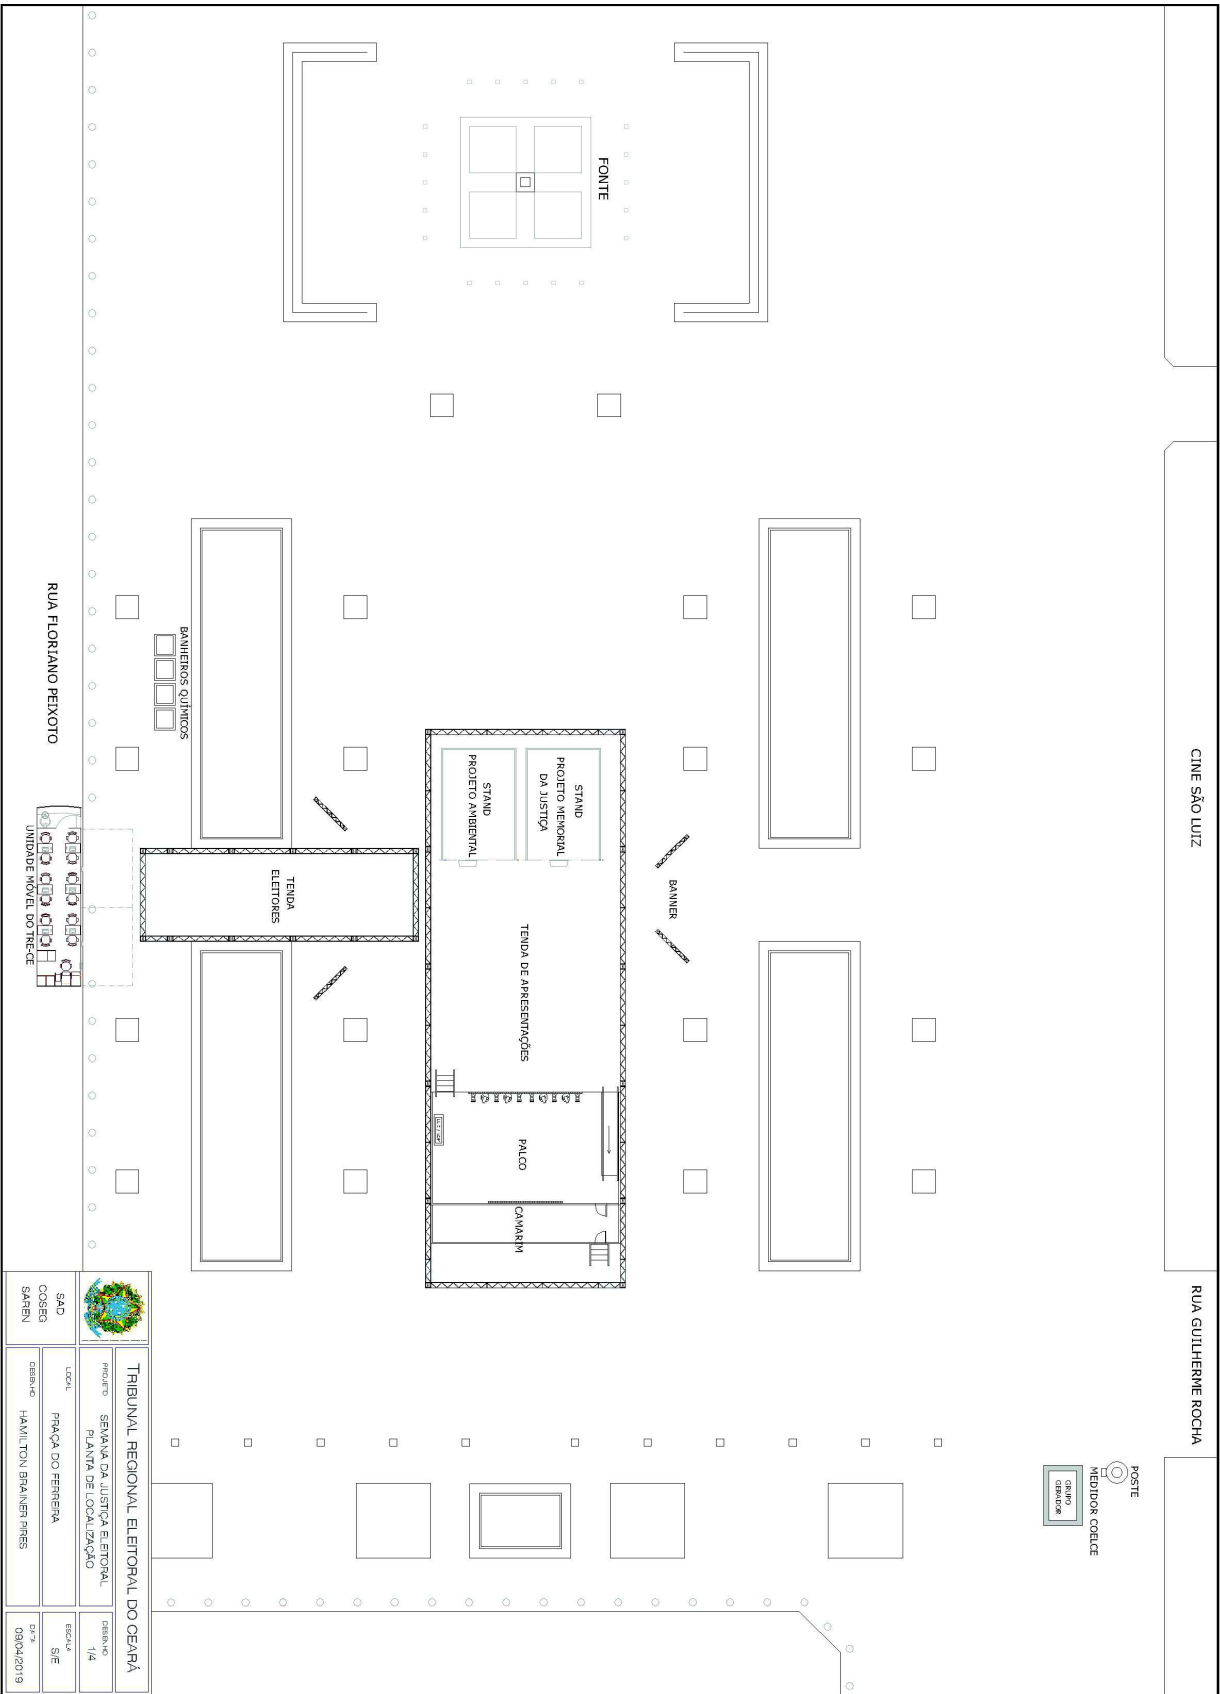 CINE SÃO LUIZ
RUA GUILHERME ROCHA
POSTE
MEDIDOR COELCE
GRUPO
GERADOR
FONTE
BANNER
STAND
PROJETO MEMORIAL
DA JUSTIÇA
STAND
PROJETO AMBIENTAL
TENDA DE APRESENTAÇÕES
PALCO
CAMARIM
TENDA
ELEITORES
BANHEIROS QUÍMICOS
RUA FLORIANO PEIXOTO
UNIDADE MÓVEL DO TRE-CE
TRIBUNAL REGIONAL ELEITORAL DO CEARÁ
PROJETO
SEMANA DA JUSTIÇA ELEITORAL
PLANTA DE LOCALIZAÇÃO
DESENHO
1/4
SAD
COSEG
SAREN
LOCAL
PRAÇA DO FERREIRA
ESCALA
S/E
DESENHO
HAMILTON BRAINER PIRES
DATA
09/04/2019